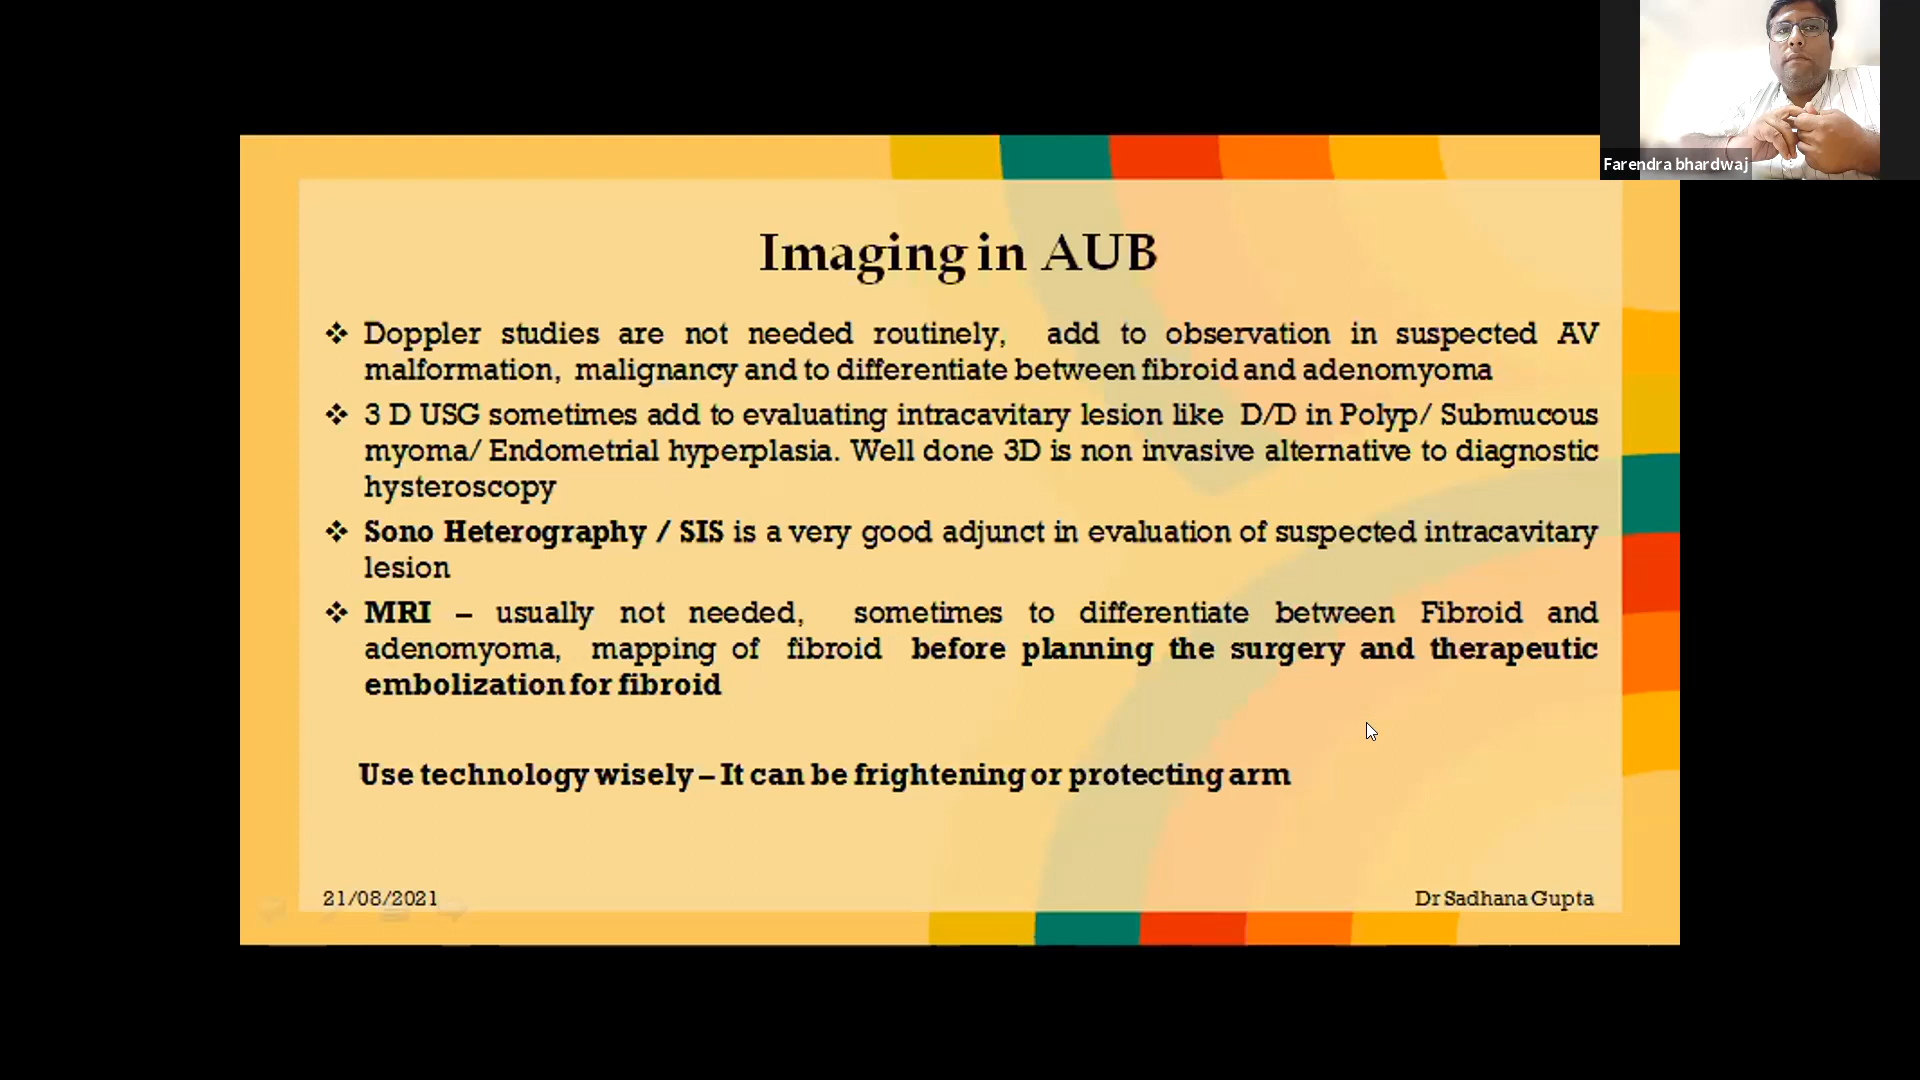 Farendra bhardwaj
Imaging in AUB
❖ Doppler studies are not needed routinely, add to observation in suspected AV
malformation, malignancy and to differentiate between fibroid and adenomyoma
❖ 3 D USG sometimes add to evaluating intracavitary lesion like D/D in Polyp/ Submucous
myoma/ Endometrial hyperplasia. Well done 3D is non invasive alternative to diagnostic
hysteroscopy
❖ Sono Heterography / SIS is a very good adjunct in evaluation of suspected intracavitary
lesion
❖ MRI – usually not needed, sometimes to differentiate between Fibroid and
adenomyoma, mapping of fibroid before planning the surgery and therapeutic
embolization for fibroid
Use technology wisely – It can be frightening or protecting arm
21/08/2021
Dr Sadhana Gupta